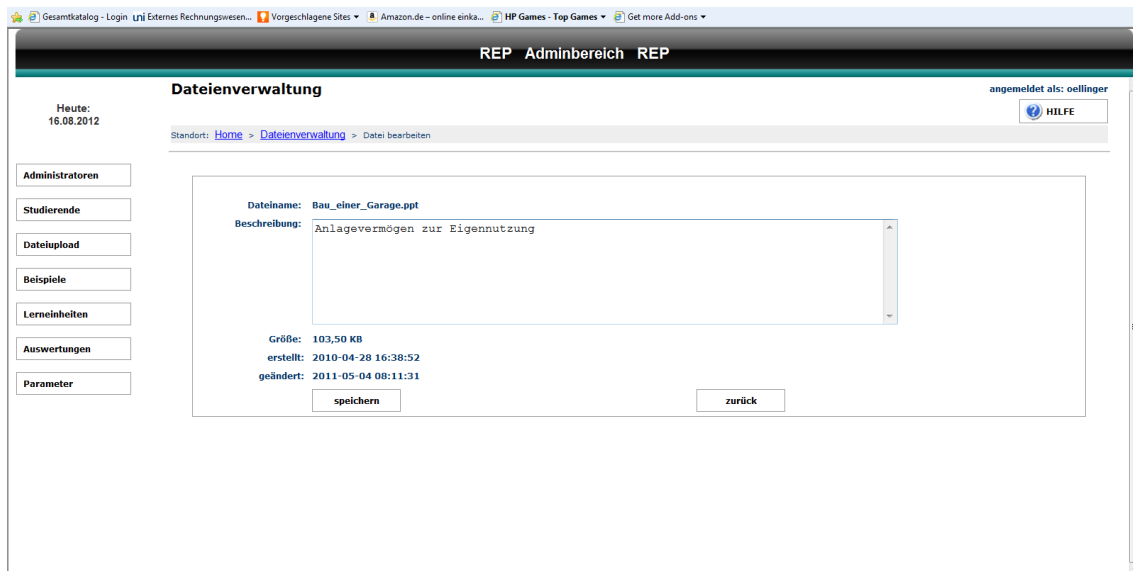 Gesamtkatalog - Login uni Externes Rechnungswesen... Vorgeschlagene Sites Amazon.de – online einka... HP Games - Top Games Get more Add-ons
REP Adminbereich REP
Dateienverwaltung
angemeldet als: oellinger
Heute:
16.08.2012
HILFE
Standort: Home > Dateienverwaltung > Datei bearbeiten
Administratoren
Studierende
Dateiupload
Beispiele
Lerneinheiten
Auswertungen
Parameter
Dateiname: Bau_einer_Garage.ppt
Beschreibung: Anlagevermögen zur Eigennutzung
Größe: 103,50 KB
erstellt: 2010-04-28 16:38:52
geändert: 2011-05-04 08:11:31
speichern zurück